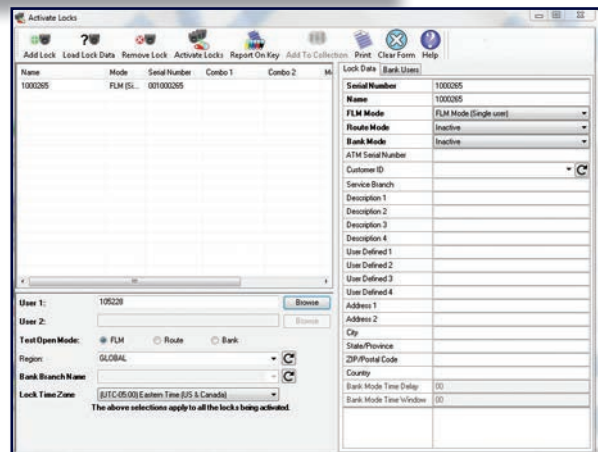 Activate Locks
Add Lock Load Lock Data Remove Lock Activate Locks Report On Key Add To Collection Print Clear Form Help
Name Mode Serial Number Combo 1 Combo 2
1000265 FLM (Si... 001000265
User 1: 105228 Browse
User 2: Browse
Test Open Mode: FLM Route Bank
Region: GLOBAL
Bank Branch Name
Lock Time Zone (UTC-05:00) Eastern Time (US & Canada)
The above selections apply to all the locks being activated.
Lock Data Bank Users
Serial Number 1000265
Name 1000265
FLM Mode FLM Mode (Single user)
Route Mode Inactive
Bank Mode Inactive
ATM Serial Number
Customer ID
Service Branch
Description 1
Description 2
Description 3
Description 4
User Defined 1
User Defined 2
User Defined 3
User Defined 4
Address 1
Address 2
City
State/Province
ZIP/Postal Code
Country
Bank Mode Time Delay 00
Bank Mode Time Window 00